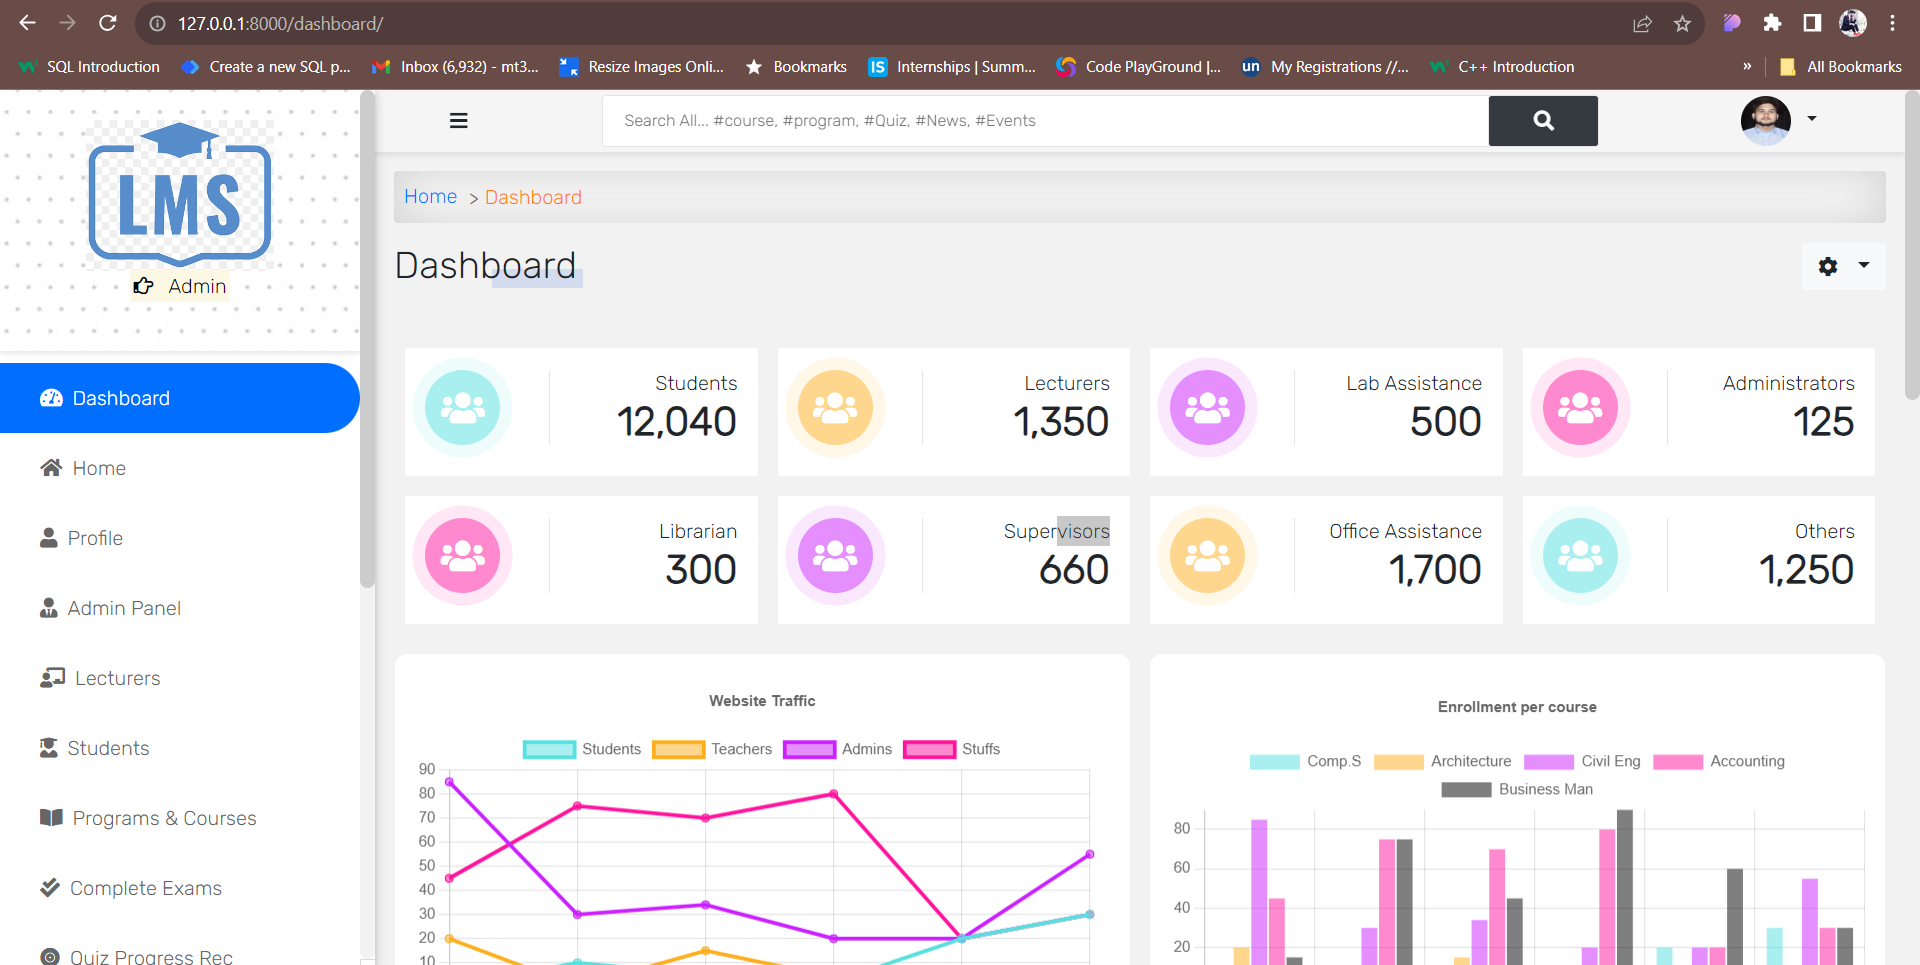 127.0.0.1:8000/dashboard/
SQL Introduction
Create a new SQL p...
Inbox (6,932) - mt3...
Resize Images Onli...
Bookmarks
Internships | Summ...
Code PlayGround |...
My Registrations //...
C++ Introduction
»
All Bookmarks
LMS
Admin
Search All... #course, #program, #Quiz, #News, #Events
Home > Dashboard
Dashboard
Dashboard
Home
Profile
Admin Panel
Lecturers
Students
Programs & Courses
Complete Exams
Quiz Progress Rec
Students
12,040
Lecturers
1,350
Lab Assistance
500
Administrators
125
Librarian
300
Supervisors
660
Office Assistance
1,700
Others
1,250
Website Traffic
Students Teachers Admins Stuffs
90
80
70
60
50
40
30
20
10
Enrollment per course
Comp.S Architecture Civil Eng Accounting
Business Man
80
60
40
20